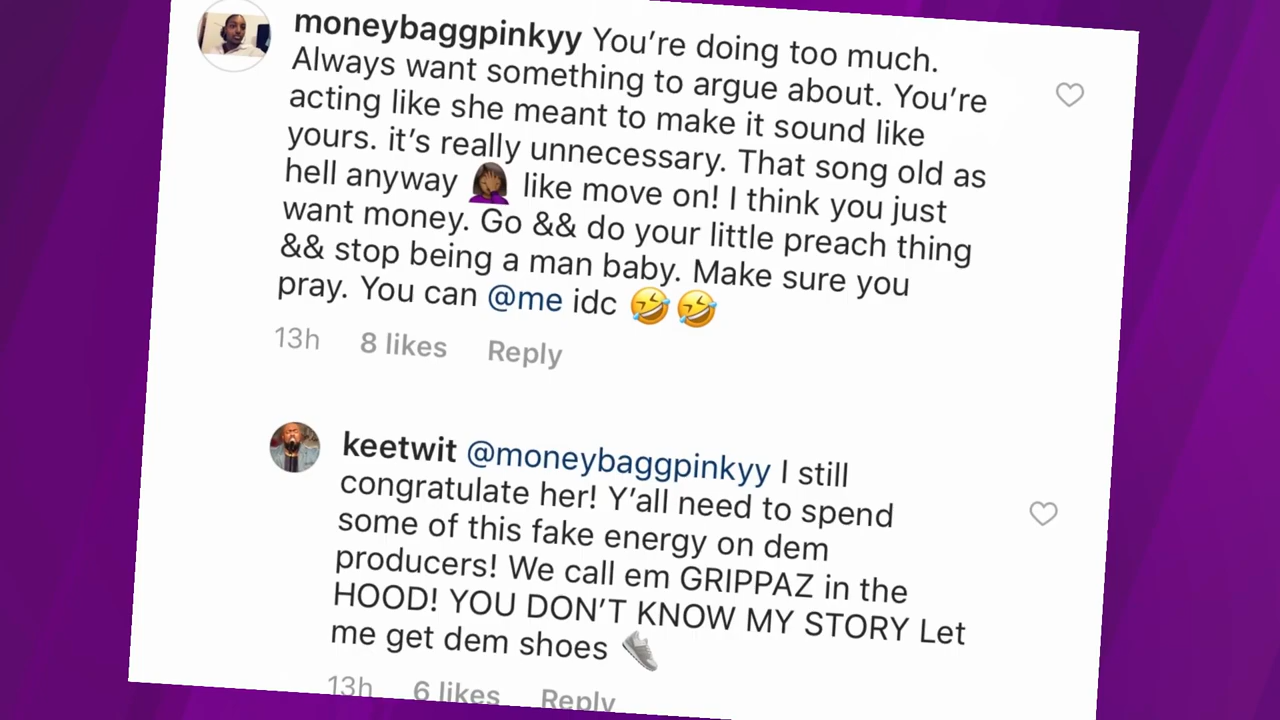 moneybaggpinkyy You’re doing too much.
Always want something to argue about. You’re
acting like she meant to make it sound like
yours. it’s really unnecessary. That song old as
hell anyway 🤦🏾‍♀️ like move on! I think you just
want money. Go && do your little preach thing
&& stop being a man baby. Make sure you
pray. You can @me idc 🤣🤣
13h 8 likes Reply
keetwit @moneybaggpinkyy I still
congratulate her! Y’all need to spend
some of this fake energy on dem
producers! We call em GRIPPAZ in the
HOOD! YOU DON’T KNOW MY STORY Let
me get dem shoes 👟
13h 6 likes Reply